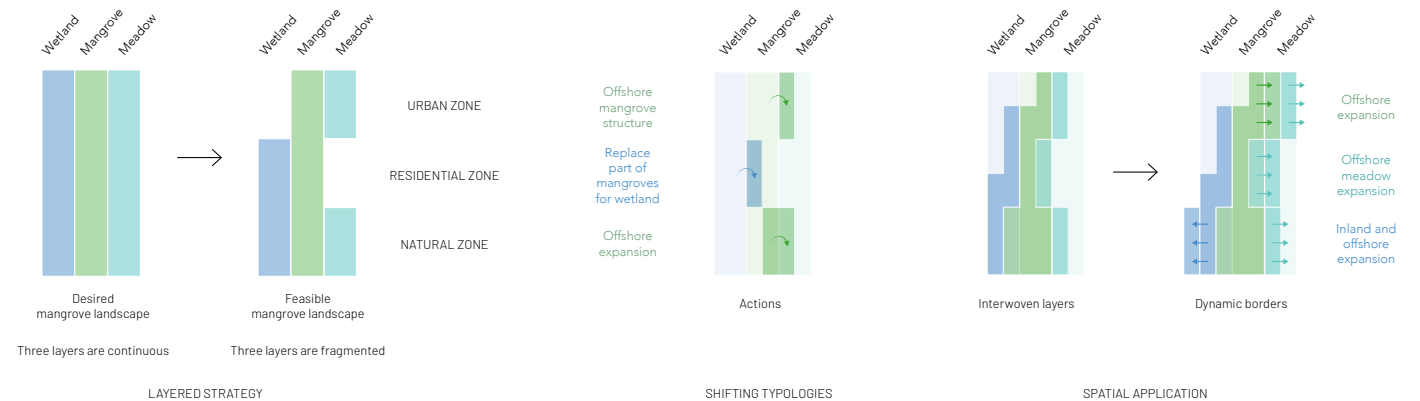 Wetland
Mangrove
Meadow
Wetland
Mangrove
Meadow
URBAN ZONE
RESIDENTIAL ZONE
NATURAL ZONE
Desired
mangrove landscape
Three layers are continuous
Feasible
mangrove landscape
Three layers are fragmented
LAYERED STRATEGY
Wetland
Mangrove
Meadow
Offshore
mangrove
structure
Replace
part of
mangroves
for wetland
Offshore
expansion
Actions
SHIFTING TYPOLOGIES
Wetland
Mangrove
Meadow
Interwoven layers
Wetland
Mangrove
Meadow
Offshore
expansion
Offshore
meadow
expansion
Inland and
offshore
expansion
Dynamic borders
SPATIAL APPLICATION